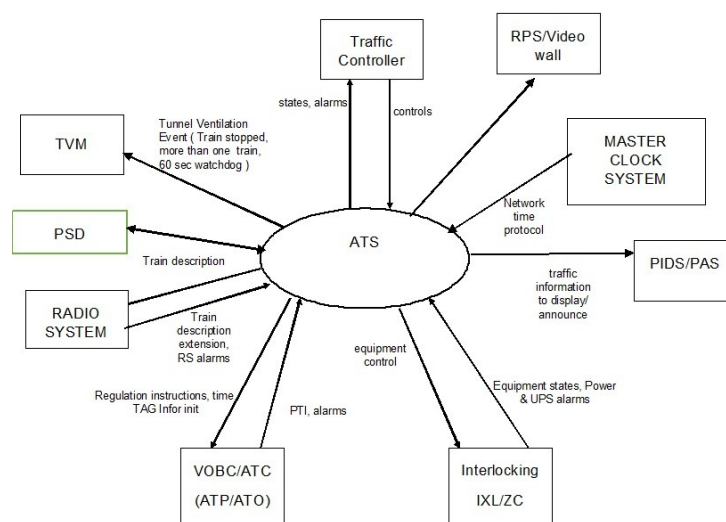 Traffic
Controller
RPS/Video
wall
states, alarms
controls
TVM
Tunnel Ventilation
Event ( Train stopped,
more than one train,
60 sec watchdog )
MASTER
CLOCK
SYSTEM
Network
time
protocol
PSD
ATS
Train description
PIDS/PAS
traffic
information
to display/
announce
RADIO
SYSTEM
Train
description
extension,
RS alarms
equipment
control
Regulation instructions, time,
TAG Infor init
PTI, alarms
Equipment states, Power
& UPS alarms
VOBC/ATC
(ATP/ATO)
Interlocking
IXL/ZC